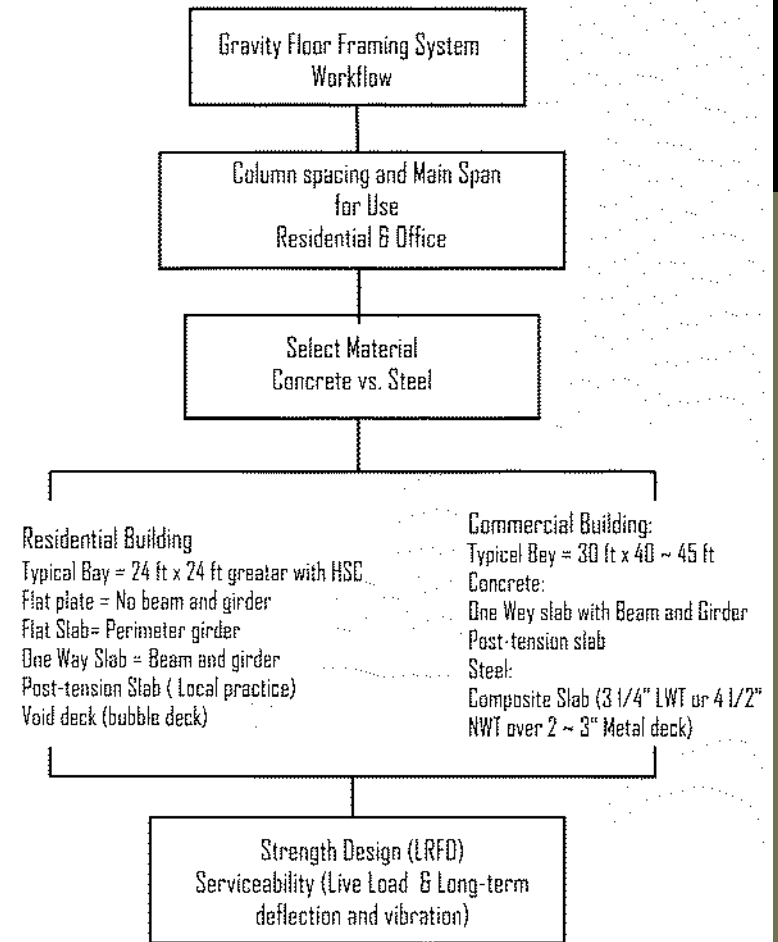 Gravity Floor Framing System
Workflow
Column spacing and Main Span
for Use
Residential & Office
Select Material
Concrete vs. Steel
Residential Building
Typical Bay = 24 ft x 24 ft greatar with HSC
Flat plate = No beam and girder
Flat Slab= Perimeter girder
One Way Slab = Beam and girder
Post-tension Slab ( Local practice)
Void deck (bubble deck)
Commercial Building:
Typical Bey = 30 ft x 40 ~ 45 ft
Concrete:
One Wey slab with Beam and Girder
Post-tension slab
Steel:
Composite Slab (3 1/4" LWT or 4 1/2"
NWT over 2 ~ 3" Metal deck)
Strength Design (LRFD)
Serviceability (Live Load & Long-term
deflection and vibration)